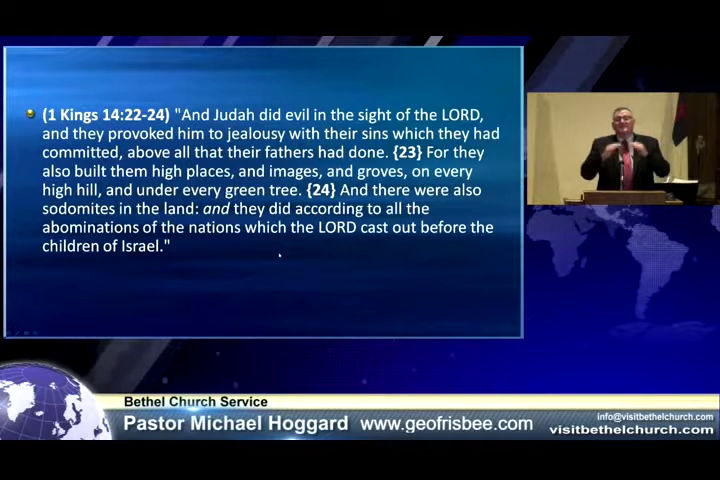 (1 Kings 14:22-24) "And Judah did evil in the sight of the LORD,
and they provoked him to jealousy with their sins which they had
committed, above all that their fathers had done. {23} For they
also built them high places, and images, and groves, on every
high hill, and under every green tree. {24} And there were also
sodomites in the land: and they did according to all the
abominations of the nations which the LORD cast out before the
children of Israel."
Bethel Church Service
Pastor Michael Hoggard www.geofrisbee.com
info@visitbethelchurch.com
visitbethelchurch.com